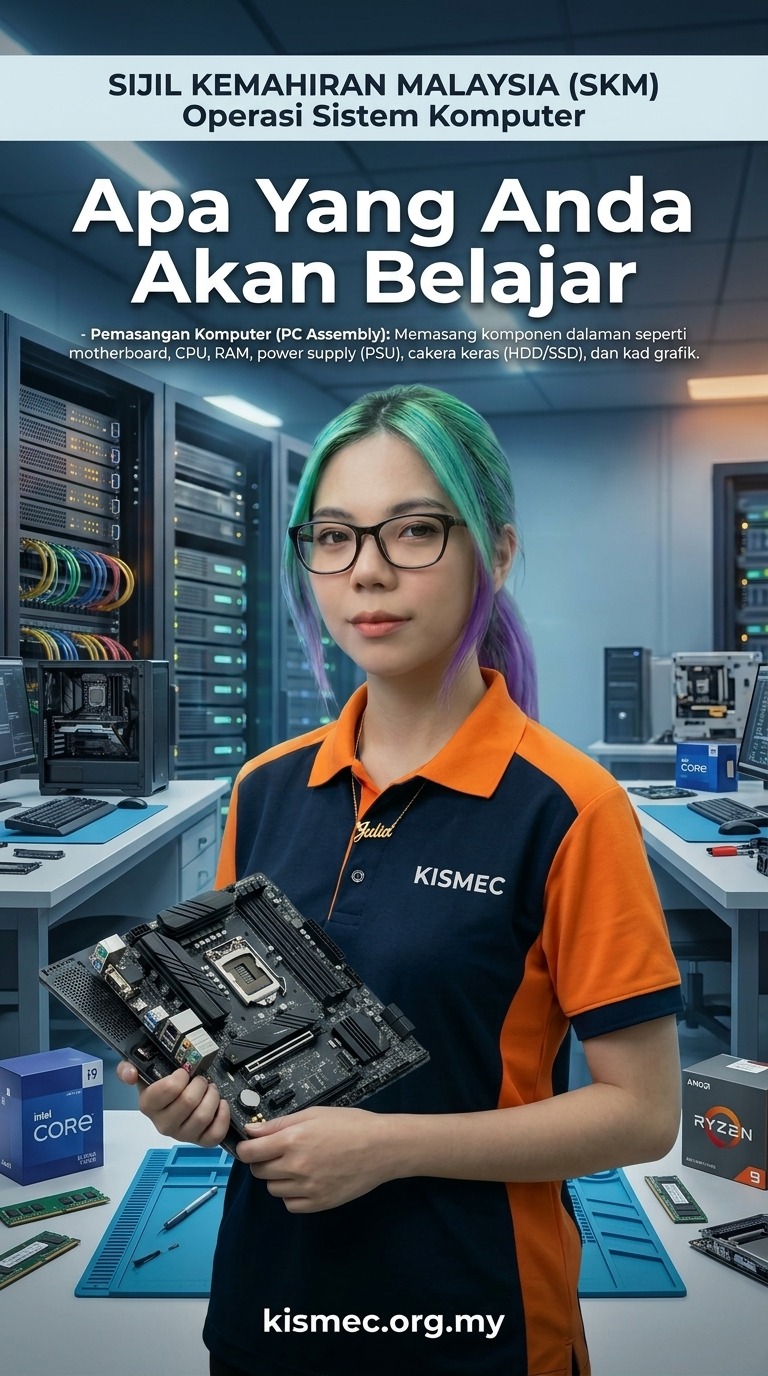 SIJIL KEMAHIRAN MALAYSIA (SKM)
Operasi Sistem Komputer
Apa Yang Anda
Akan Belajar
- Pemasangan Komputer (PC Assembly): Memasang komponen dalaman seperti
motherboard, CPU, RAM, power supply (PSU), cakera keras (HDD/SSD), dan kad grafik.
CORE
Julia
KISMEC
i9
intel
CORE
RYZEN
9
kismec.org.my